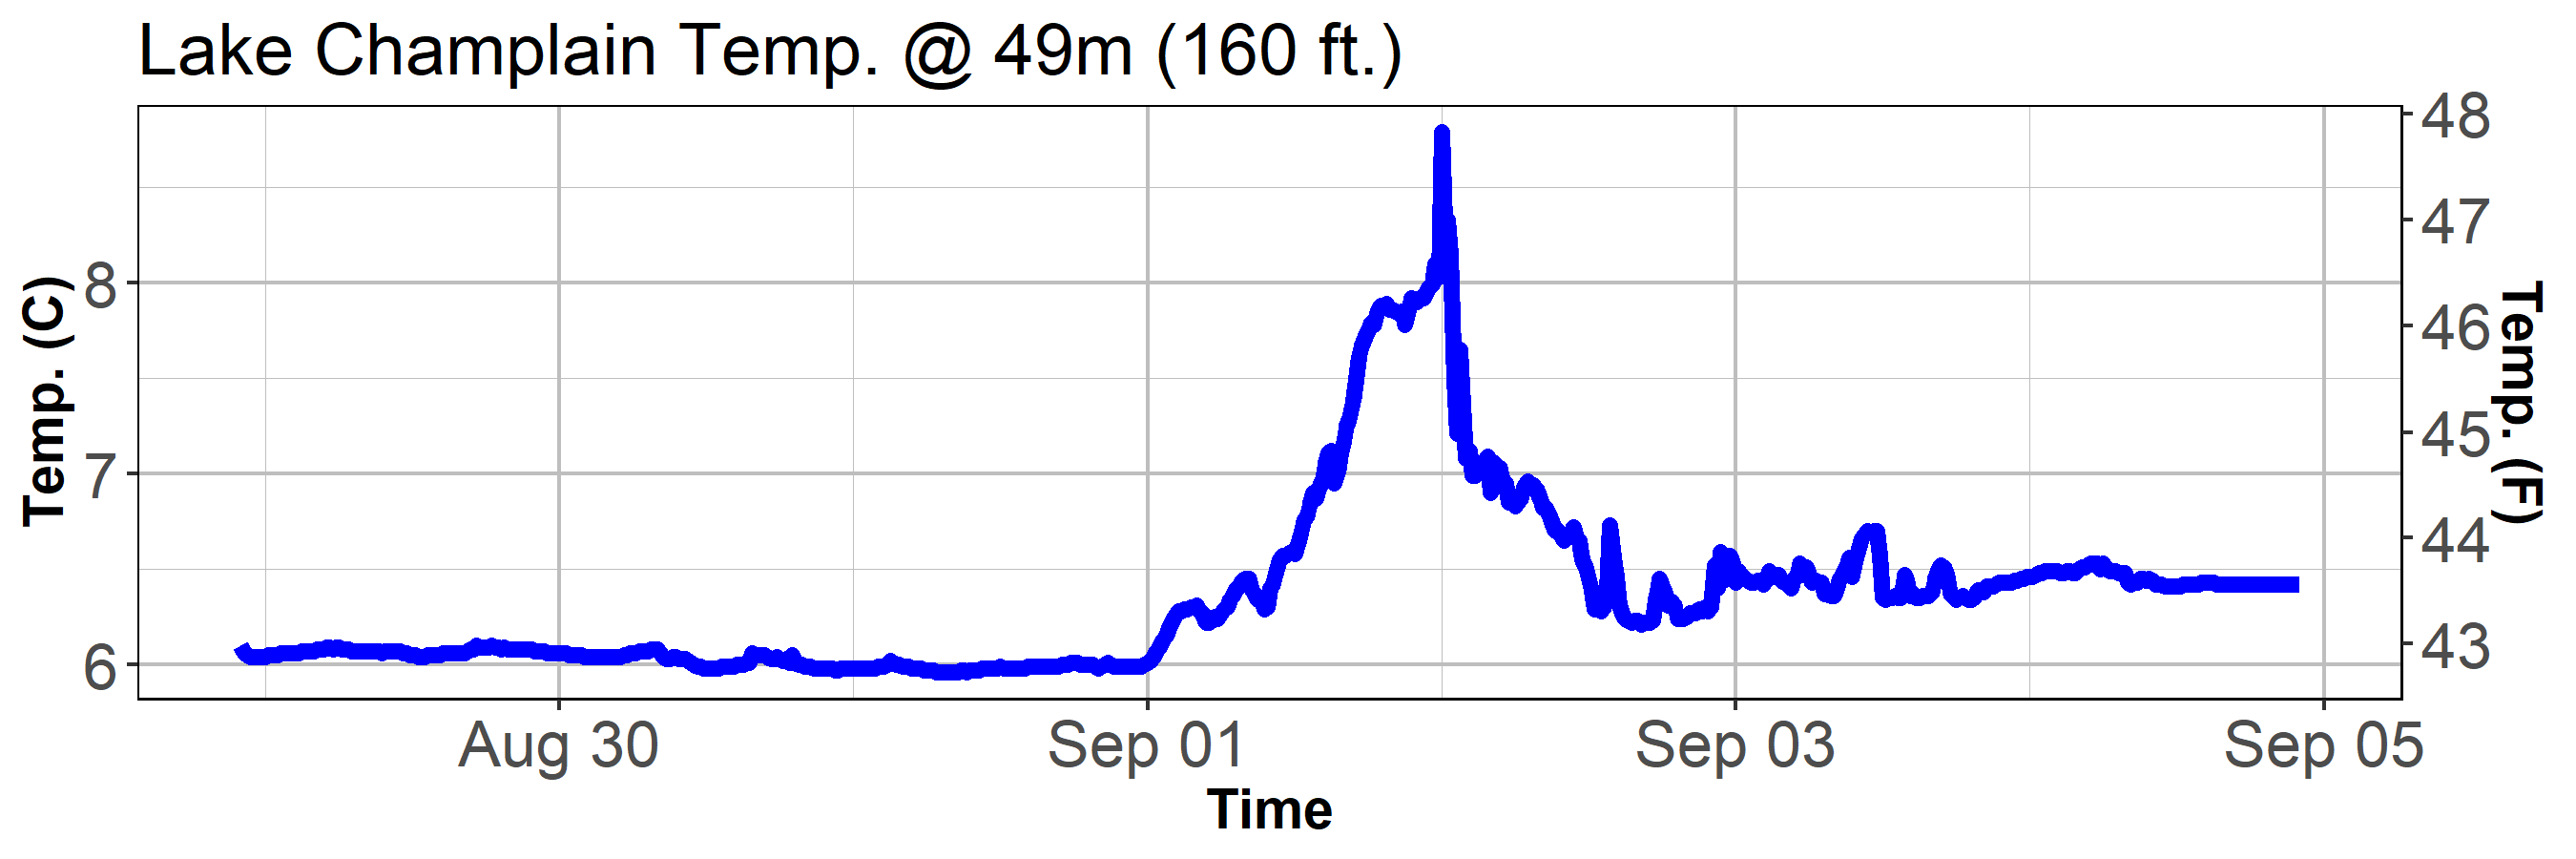 Lake Champlain Temp. @ 49m (160 ft.)
Temp. (C)
8
7
6
48
47
46
45
44
43
Temp. (F)
Aug 30 Sep 01 Sep 03 Sep 05
Time